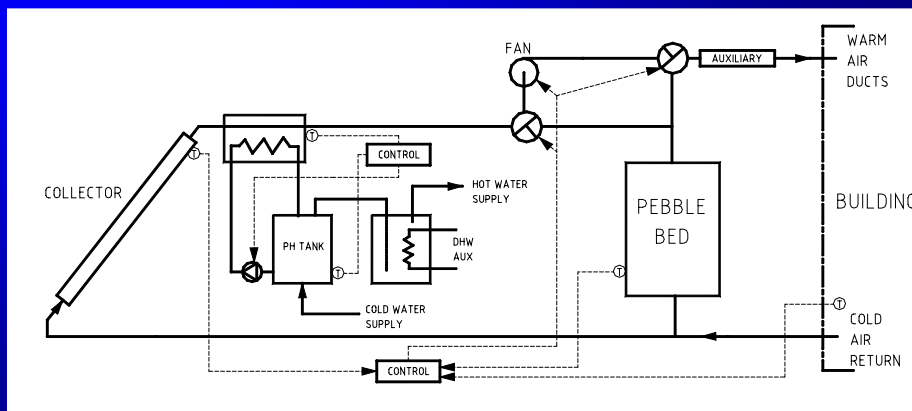 FAN
WARM
AIR
DUCTS
AUXILIARY
T
CONTROL
T
COLLECTOR
HOT WATER
SUPPLY
PEBBLE
BED
BUILDING
PH TANK
DHW
AUX
T
T
COLD WATER
SUPPLY
T
COLD
AIR
RETURN
CONTROL